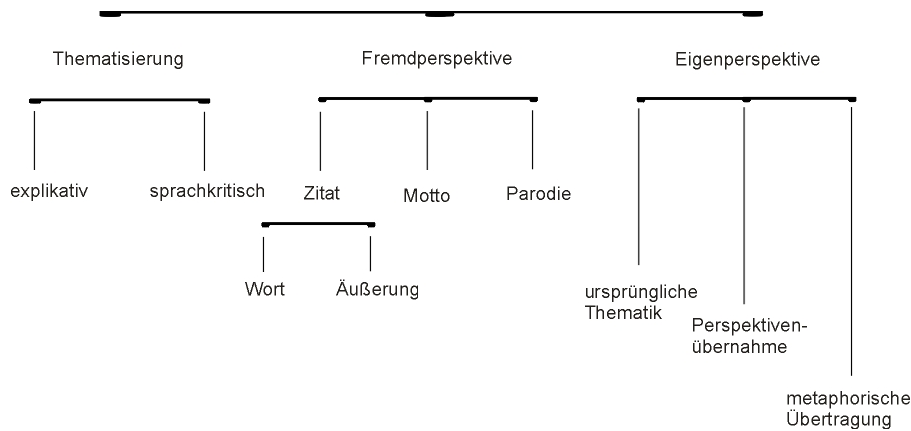 Thematisierung
Fremdperspektive
Eigenperspektive
explikativ
sprachkritisch
Zitat
Motto
Parodie
Wort
Äußerung
ursprüngliche
Thematik
Perspektiven-
übernahme
metaphorische
Übertragung